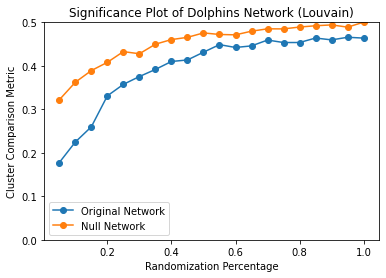 Significance Plot of Dolphins Network (Louvain)
Cluster Comparison Metric
0.5
0.4
0.3
0.2
0.1
0.0
Original Network
Null Network
0.2 0.4 0.6 0.8 1.0
Randomization Percentage